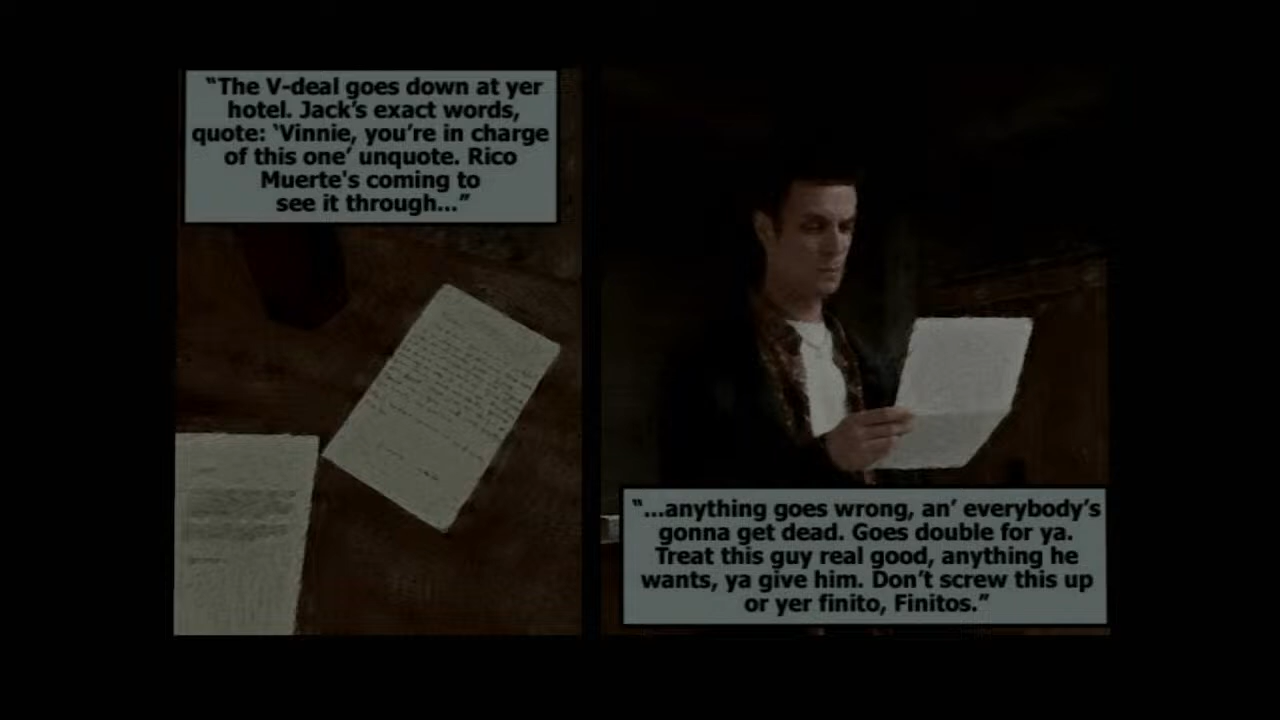 “The V-deal goes down at yer
hotel. Jack’s exact words,
quote: ‘Vinnie, you’re in charge
of this one’ unquote. Rico
Muerte's coming to
see it through...”
“...anything goes wrong, an’ everybody’s
gonna get dead. Goes double for ya.
Treat this guy real good, anything he
wants, ya give him. Don’t screw this up
or yer finito, Finitos.”